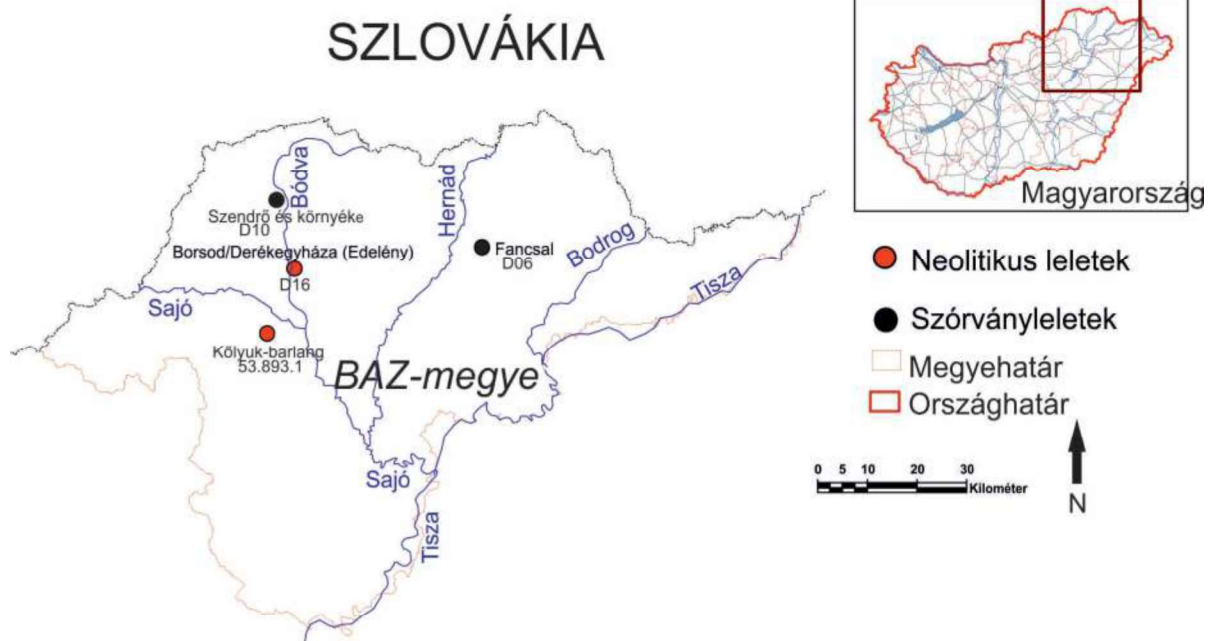 SZLOVÁKIA
Magyarország
Bódva
Hernád
Szendrő és környéke
D10
Fancsal
D06
Bodrog
Borsod/Derékegyháza (Edelény)
D16
Tisza
Sajó
Kőlyuk-barlang
53.893.1
BAZ-megye
Sajó
Tisza
Neolitikus leletek
Szórványleletek
Megyehatár
Országhatár
0 5 10 20 30
Kilométer
N